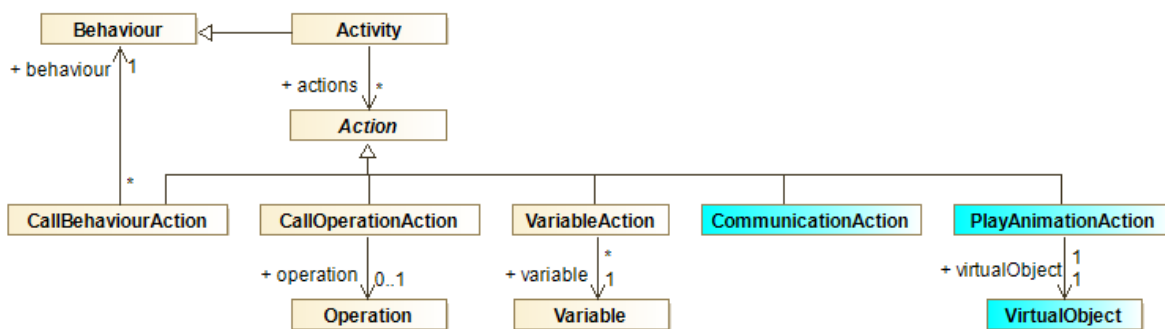 Behaviour
Activity
+ behaviour 1
+ actions *
Action
*
CallBehaviourAction
CallOperationAction
VariableAction
CommunicationAction
PlayAnimationAction
+ operation 0..1
*
+ variable 1
1
+ virtualObject 1
Operation
Variable
VirtualObject